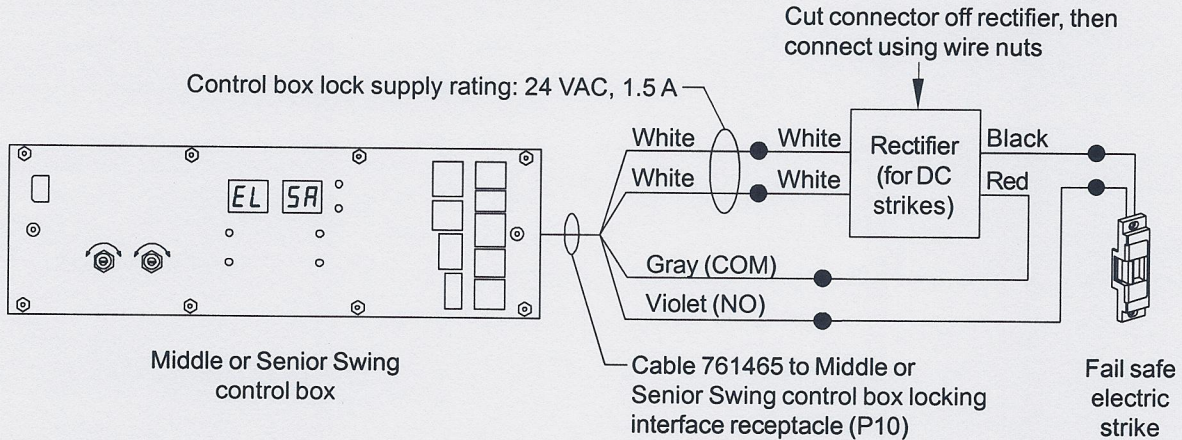 Cut connector off rectifier, then
connect using wire nuts
Control box lock supply rating: 24 VAC, 1.5 A
White
White
White
White
Rectifier
(for DC
strikes)
Black
Red
EL SA
Gray (COM)
Violet (NO)
Middle or Senior Swing
control box
Cable 761465 to Middle or
Senior Swing control box locking
interface receptacle (P10)
Fail safe
electric
strike